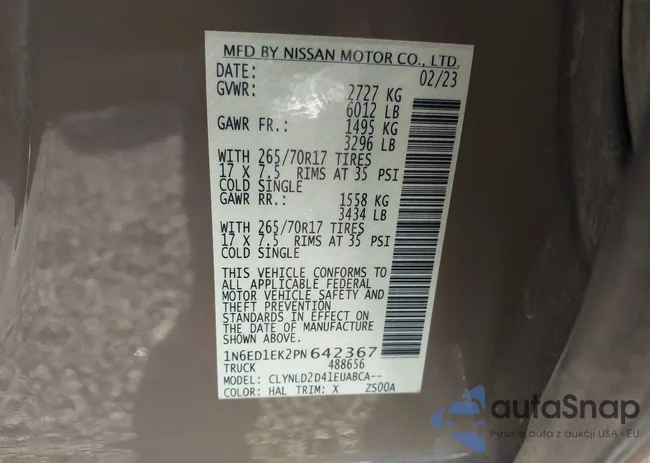 MFD BY NISSAN MOTOR CO., LTD.
DATE: 02/23
GVWR: 2727 KG
6012 LB
GAWR FR.: 1495 KG
3296 LB
WITH 265/70R17 TIRES
17 X 7.5 RIMS AT 35 PSI
COLD SINGLE
GAWR RR.: 1558 KG
3434 LB
WITH 265/70R17 TIRES
17 X 7.5 RIMS AT 35 PSI
COLD SINGLE
THIS VEHICLE CONFORMS TO
ALL APPLICABLE FEDERAL
MOTOR VEHICLE SAFETY AND
THEFT PREVENTION
STANDARDS IN EFFECT ON
THE DATE OF MANUFACTURE
SHOWN ABOVE.
1N6ED1EK2PN642367
TRUCK 488656
MODEL: CLYNLD2D41EUABCA--
COLOR: HAL TRIM: X ZS00A
autaSnap
Pewne auta z aukcji USA i EU